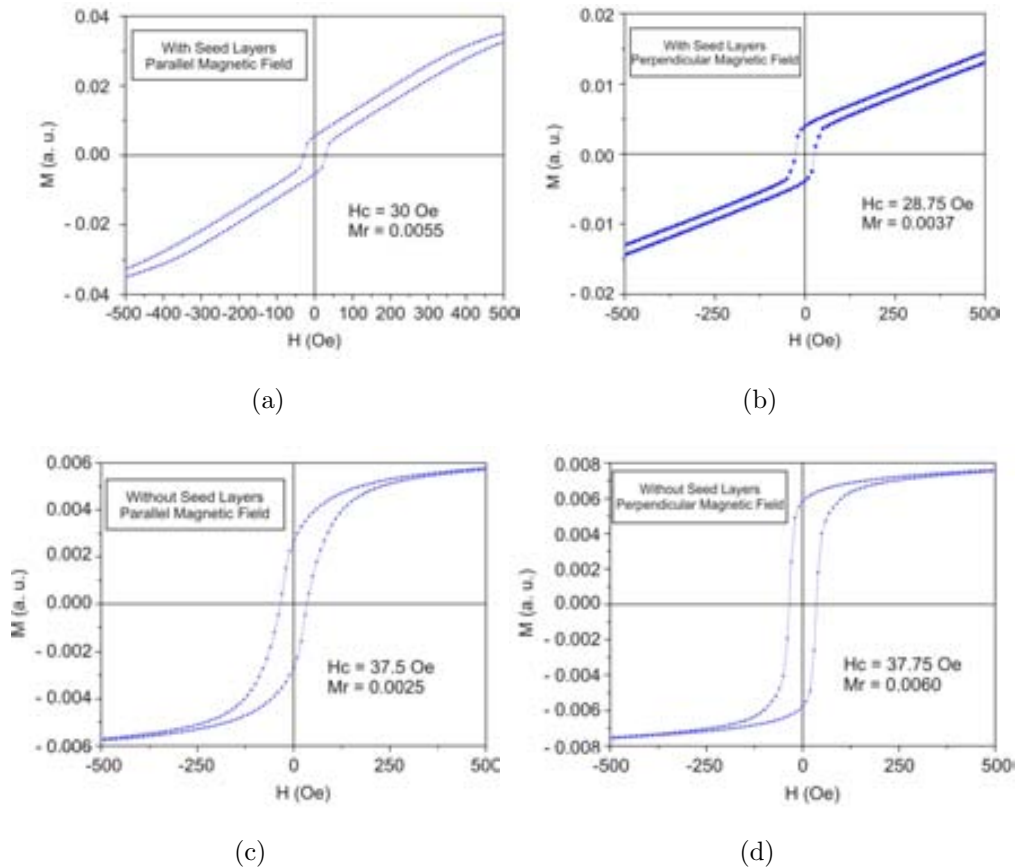 0.04
With Seed Layers
Parallel Magnetic Field
0.02
M (a. u.)
0.00
Hc = 30 Oe
Mr = 0.0055
- 0.02
- 0.04
-500 -400 -300 -200 -100 0 100 200 300 400 500
H (Oe)
(a)
0.02
With Seed Layers
Perpendicular Magnetic Field
0.01
M (a. u.)
0.00
Hc = 28.75 Oe
Mr = 0.0037
- 0.01
- 0.02
-500 -250 0 250 500
H (Oe)
(b)
0.006
Without Seed Layers
Parallel Magnetic Field
0.004
0.002
M (a. u.)
0.000
Hc = 37.5 Oe
Mr = 0.0025
- 0.002
- 0.004
- 0.006
-500 -250 0 250 500
H (Oe)
(c)
0.008
Without Seed Layers
Perpendicular Magnetic Field
0.006
0.004
0.002
M (a. u.)
0.000
- 0.002
Hc = 37.75 Oe
Mr = 0.0060
- 0.004
- 0.006
- 0.008
-500 -250 0 250 500
H (Oe)
(d)